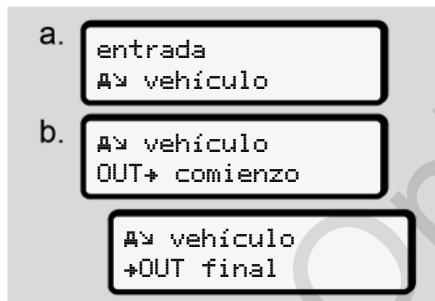 a.
entrada
vehículo
b.
vehículo
OUT→ comienzo
vehículo
→OUT final